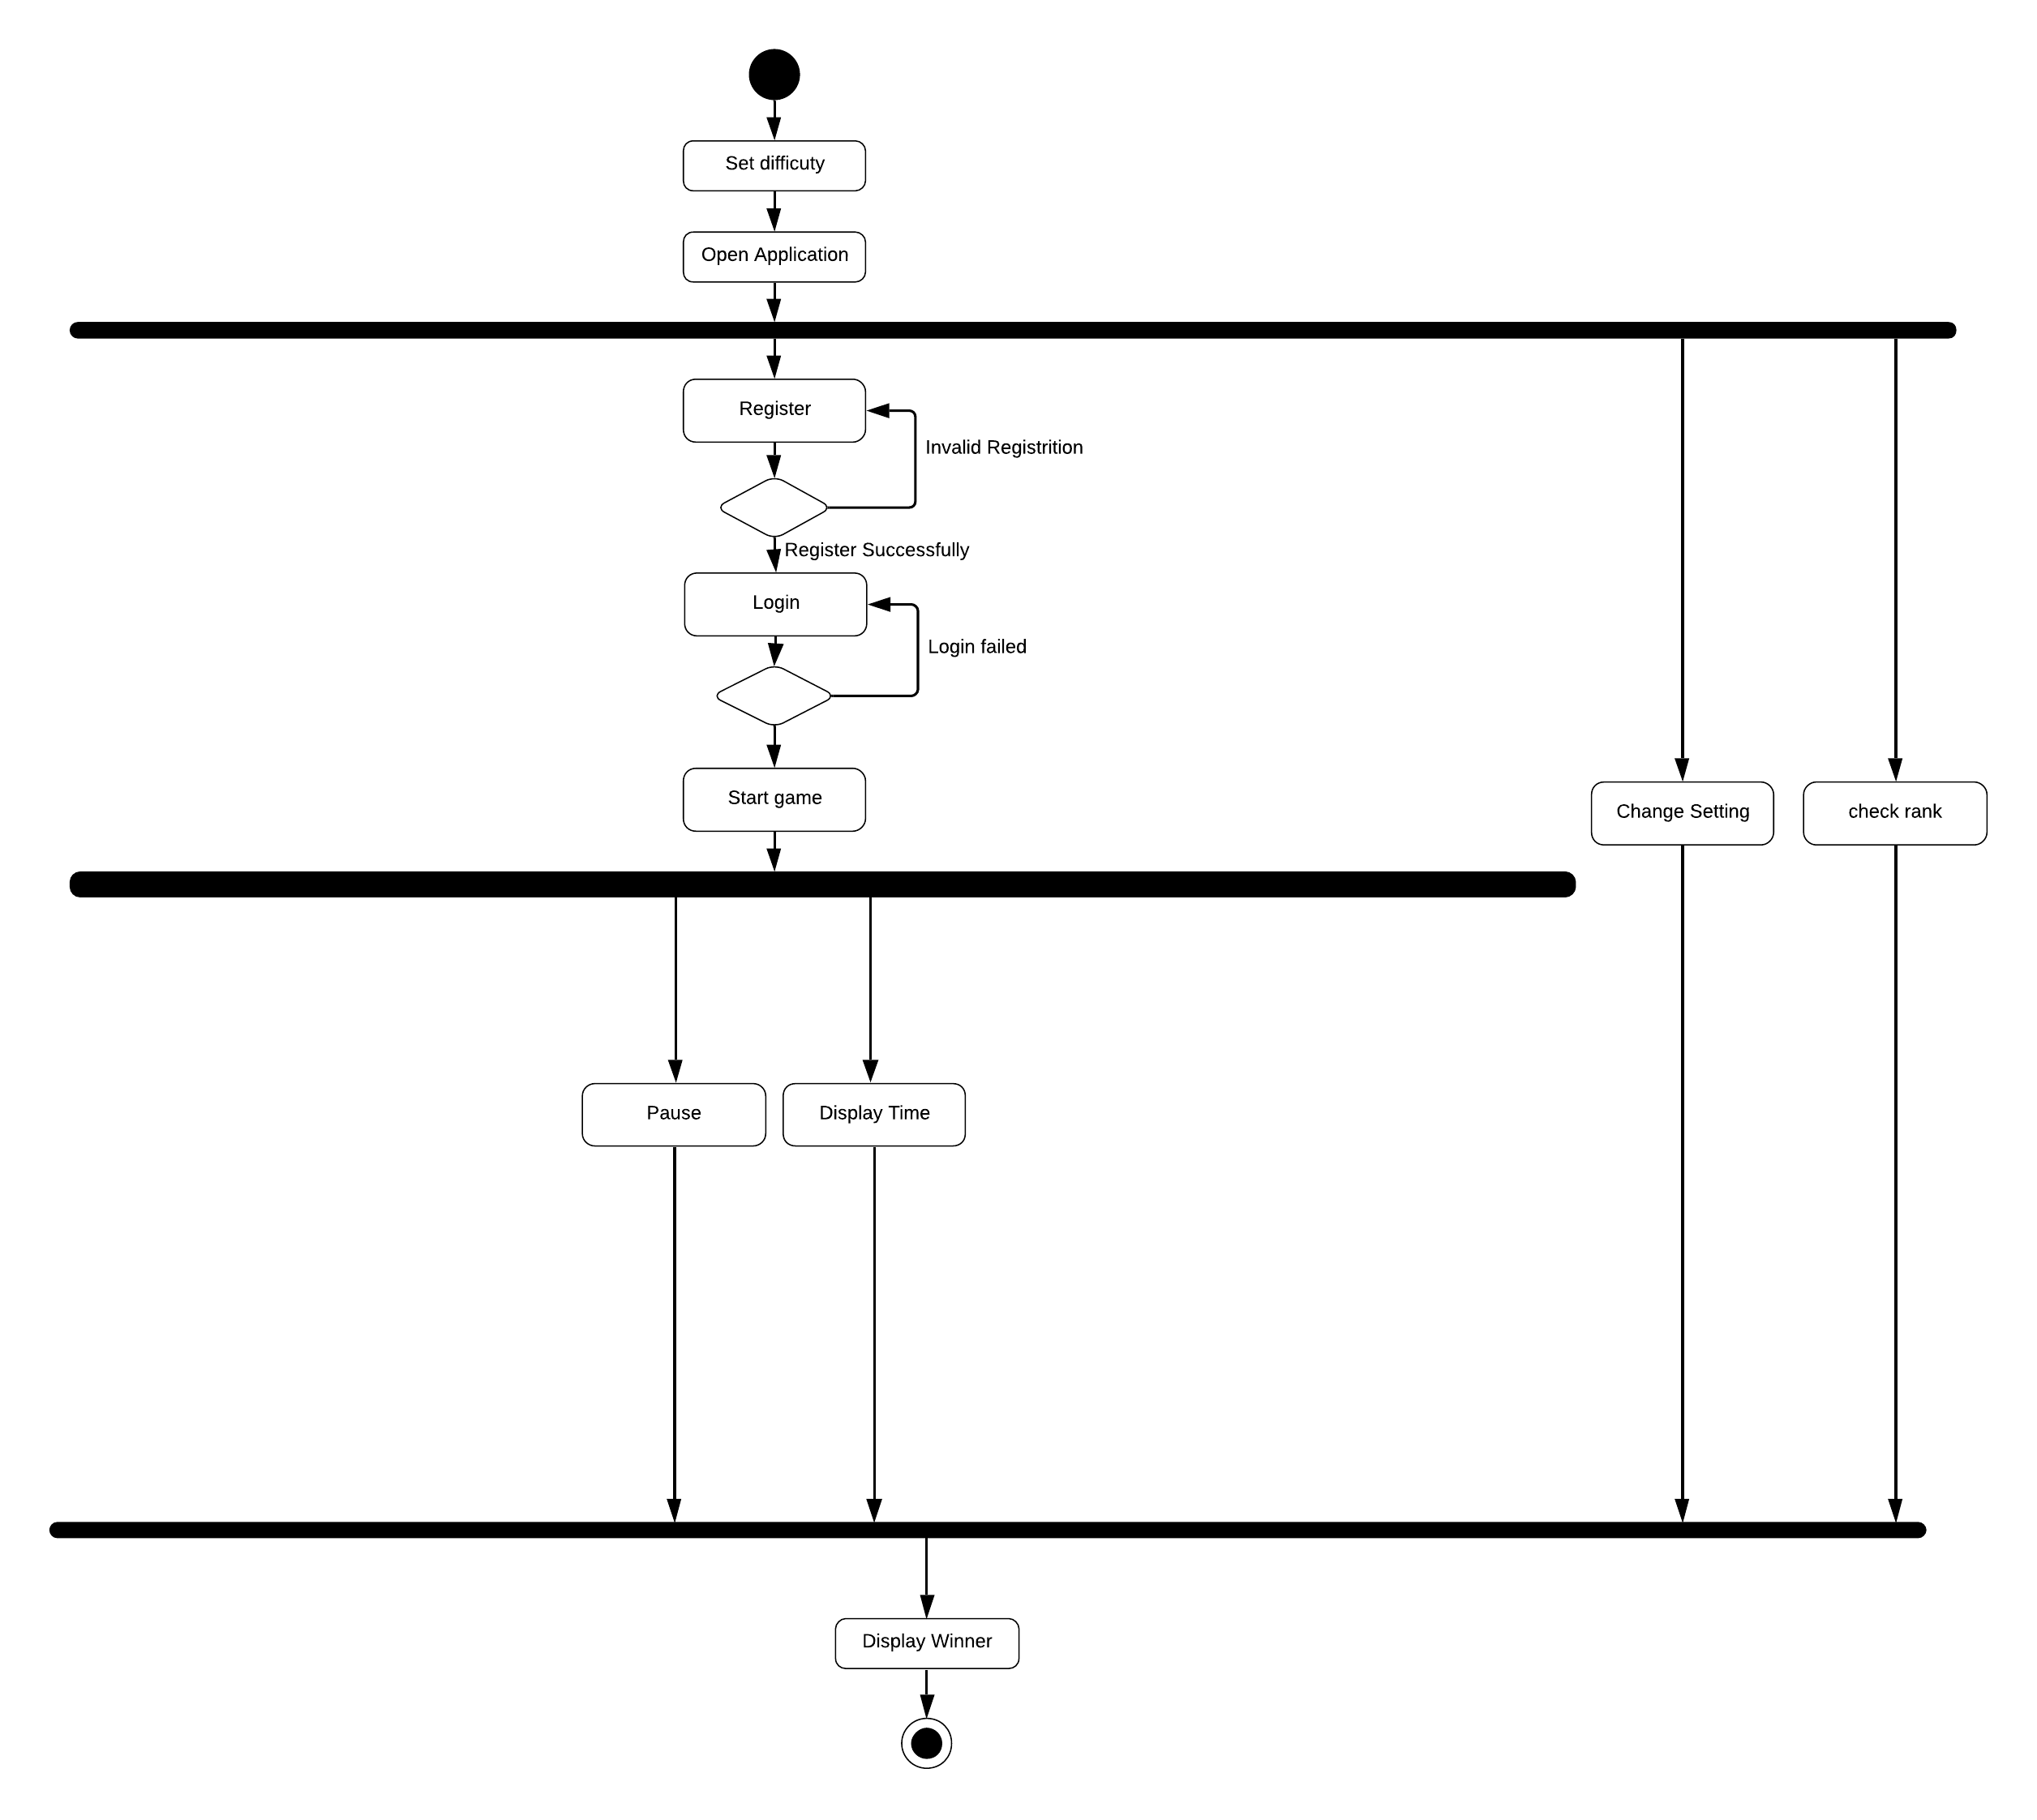 Set difficuty
Open Application
Register
Invalid Registrition
Register Successfully
Login
Login failed
Start game
Change Setting
check rank
Pause
Display Time
Display Winner